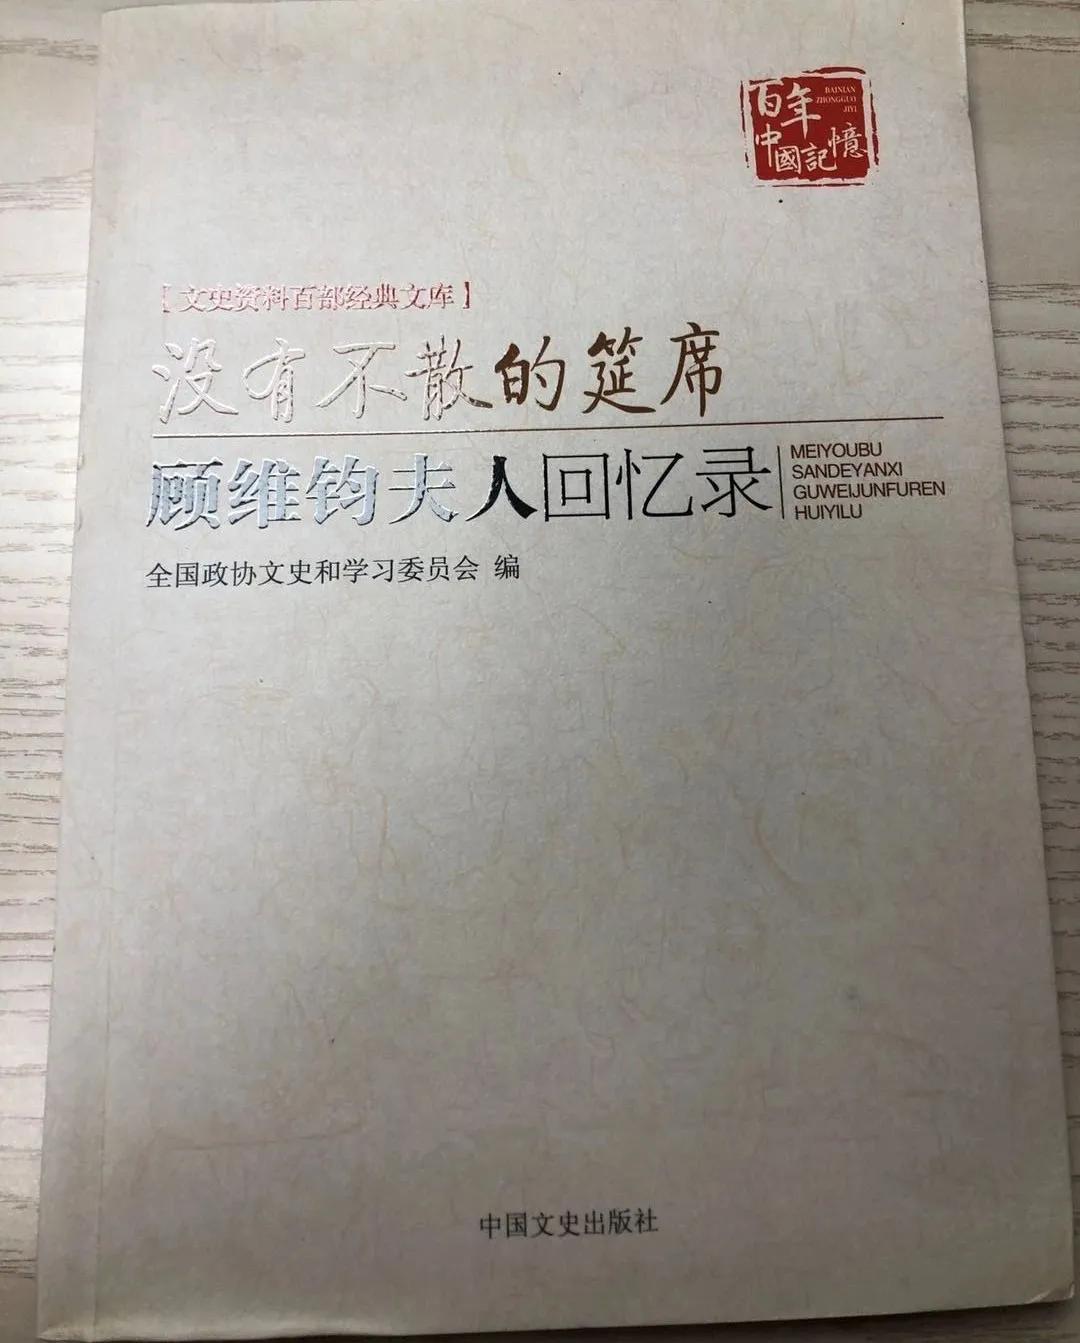 百年
BAINIAN
ZHONGGUO
JIYI
中國記憶
【文史资料百部经典文库】
没有不散的筵席
顾维钧夫人回忆录
MEIYOUBU
SANDEYANXI
GUWEIJUNFUREN
HUIYILU
全国政协文史和学习委员会 编
中国文史出版社